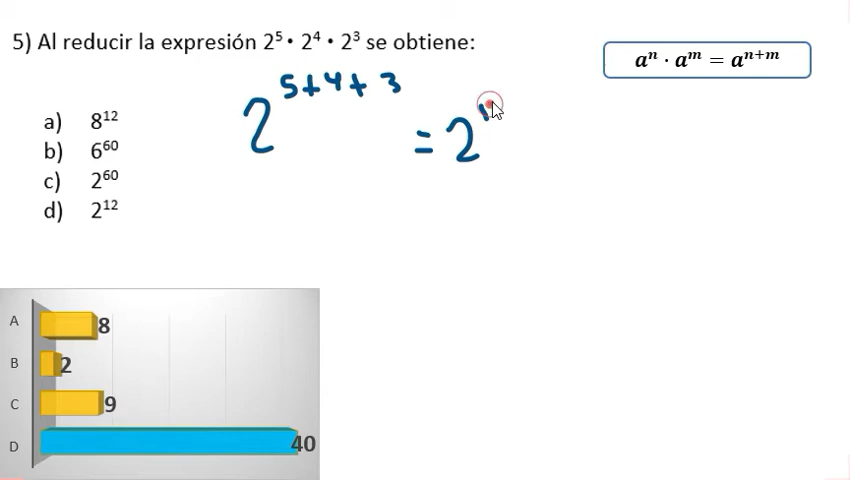 5) Al reducir la expresión 2⁵ • 2⁴ • 2³ se obtiene:
aⁿ · aᵐ = aⁿ⁺ᵐ
2⁵⁺⁴⁺³ = 2¹
a) 8¹²
b) 6⁶⁰
c) 2⁶⁰
d) 2¹²
A 8
B 2
C 9
D 40